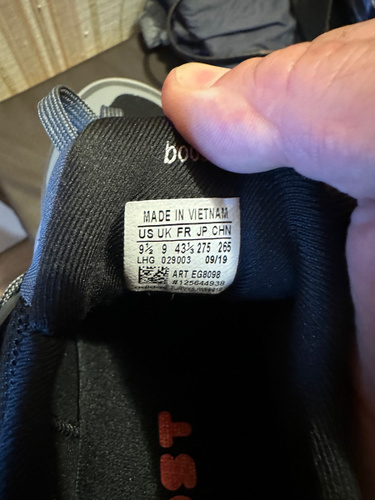 MADE IN VIETNAM
US UK FR JP CHN
9½ 9 43⅓ 275 265
LHG 029003 09/19
ART EG8098
#125644938